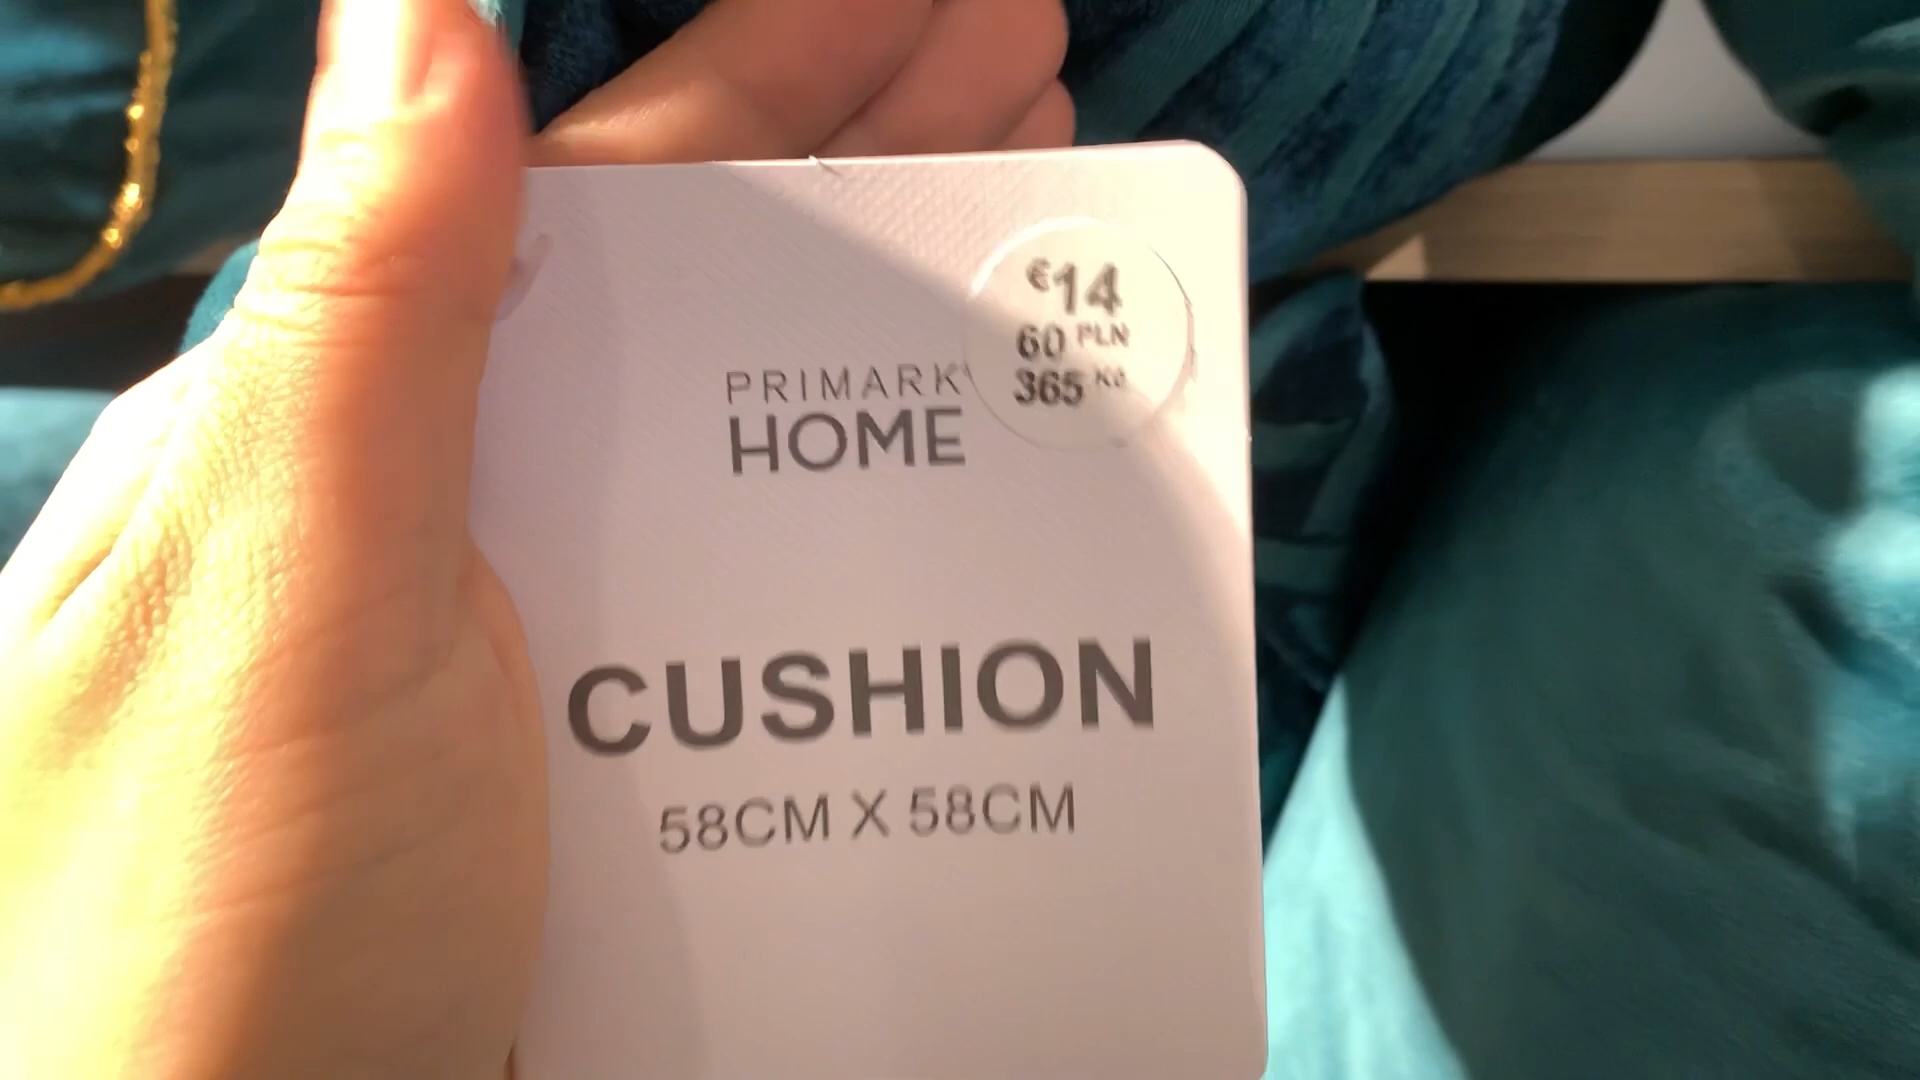 €14
60 PLN
365 Kč
PRIMARK
HOME
CUSHION
58CM X 58CM